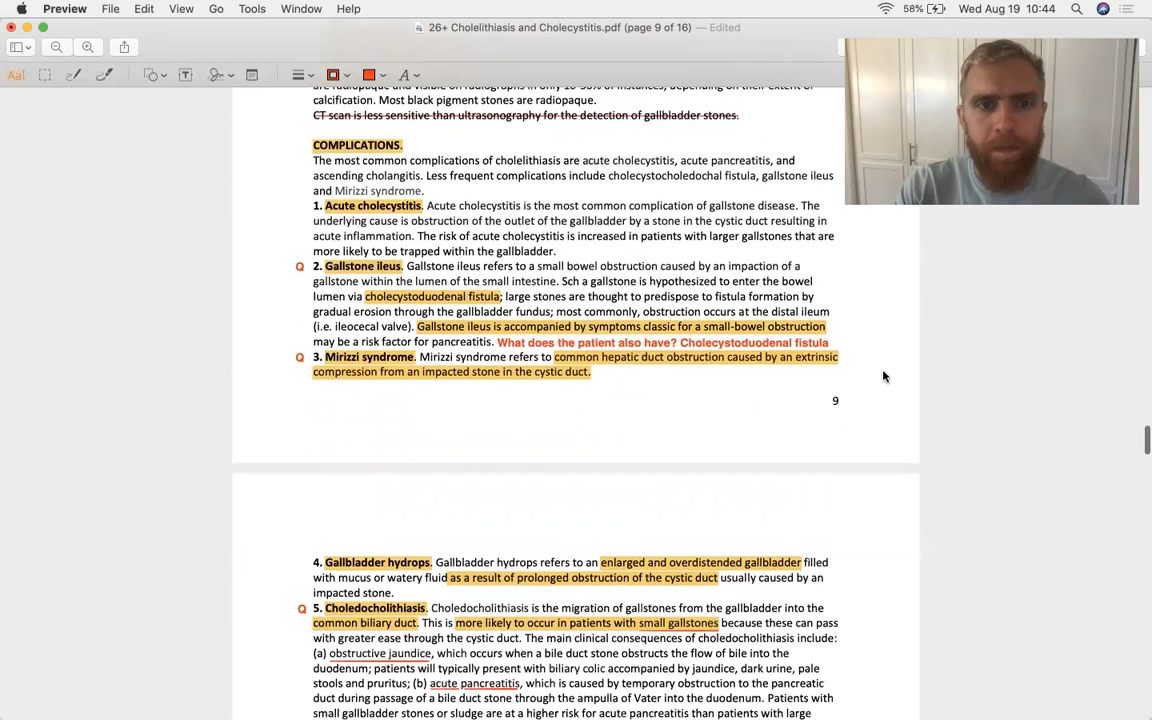 Preview File Edit View Go Tools Window Help 58% Wed Aug 19 10:44
26+ Cholelithiasis and Cholecystitis.pdf (page 9 of 16) — Edited
are radiopaque and visible on radiographs in only of instances, depending on their extent of
calcification. Most black pigment stones are radiopaque.
CT scan is less sensitive than ultrasonography for the detection of gallbladder stones.
COMPLICATIONS.
The most common complications of cholelithiasis are acute cholecystitis, acute pancreatitis, and
ascending cholangitis. Less frequent complications include cholecystocholedochal fistula, gallstone ileus
and Mirizzi syndrome.
1. Acute cholecystitis. Acute cholecystitis is the most common complication of gallstone disease. The
underlying cause is obstruction of the outlet of the gallbladder by a stone in the cystic duct resulting in
acute inflammation. The risk of acute cholecystitis is increased in patients with larger gallstones that are
more likely to be trapped within the gallbladder.
Q 2. Gallstone ileus. Gallstone ileus refers to a small bowel obstruction caused by an impaction of a
gallstone within the lumen of the small intestine. Sch a gallstone is hypothesized to enter the bowel
lumen via cholecystoduodenal fistula; large stones are thought to predispose to fistula formation by
gradual erosion through the gallbladder fundus; most commonly, obstruction occurs at the distal ileum
(i.e. ileocecal valve). Gallstone ileus is accompanied by symptoms classic for a small-bowel obstruction
may be a risk factor for pancreatitis. What does the patient also have? Cholecystoduodenal fistula
Q 3. Mirizzi syndrome. Mirizzi syndrome refers to common hepatic duct obstruction caused by an extrinsic
compression from an impacted stone in the cystic duct.
9
4. Gallbladder hydrops. Gallbladder hydrops refers to an enlarged and overdistended gallbladder filled
with mucus or watery fluid as a result of prolonged obstruction of the cystic duct usually caused by an
impacted stone.
Q 5. Choledocholithiasis. Choledocholithiasis is the migration of gallstones from the gallbladder into the
common biliary duct. This is more likely to occur in patients with small gallstones because these can pass
with greater ease through the cystic duct. The main clinical consequences of choledocholithiasis include:
(a) obstructive jaundice, which occurs when a bile duct stone obstructs the flow of bile into the
duodenum; patients will typically present with biliary colic accompanied by jaundice, dark urine, pale
stools and pruritus; (b) acute pancreatitis, which is caused by temporary obstruction to the pancreatic
duct during passage of a bile duct stone through the ampulla of Vater into the duodenum. Patients with
small gallbladder stones or sludge are at a higher risk for acute pancreatitis than patients with large